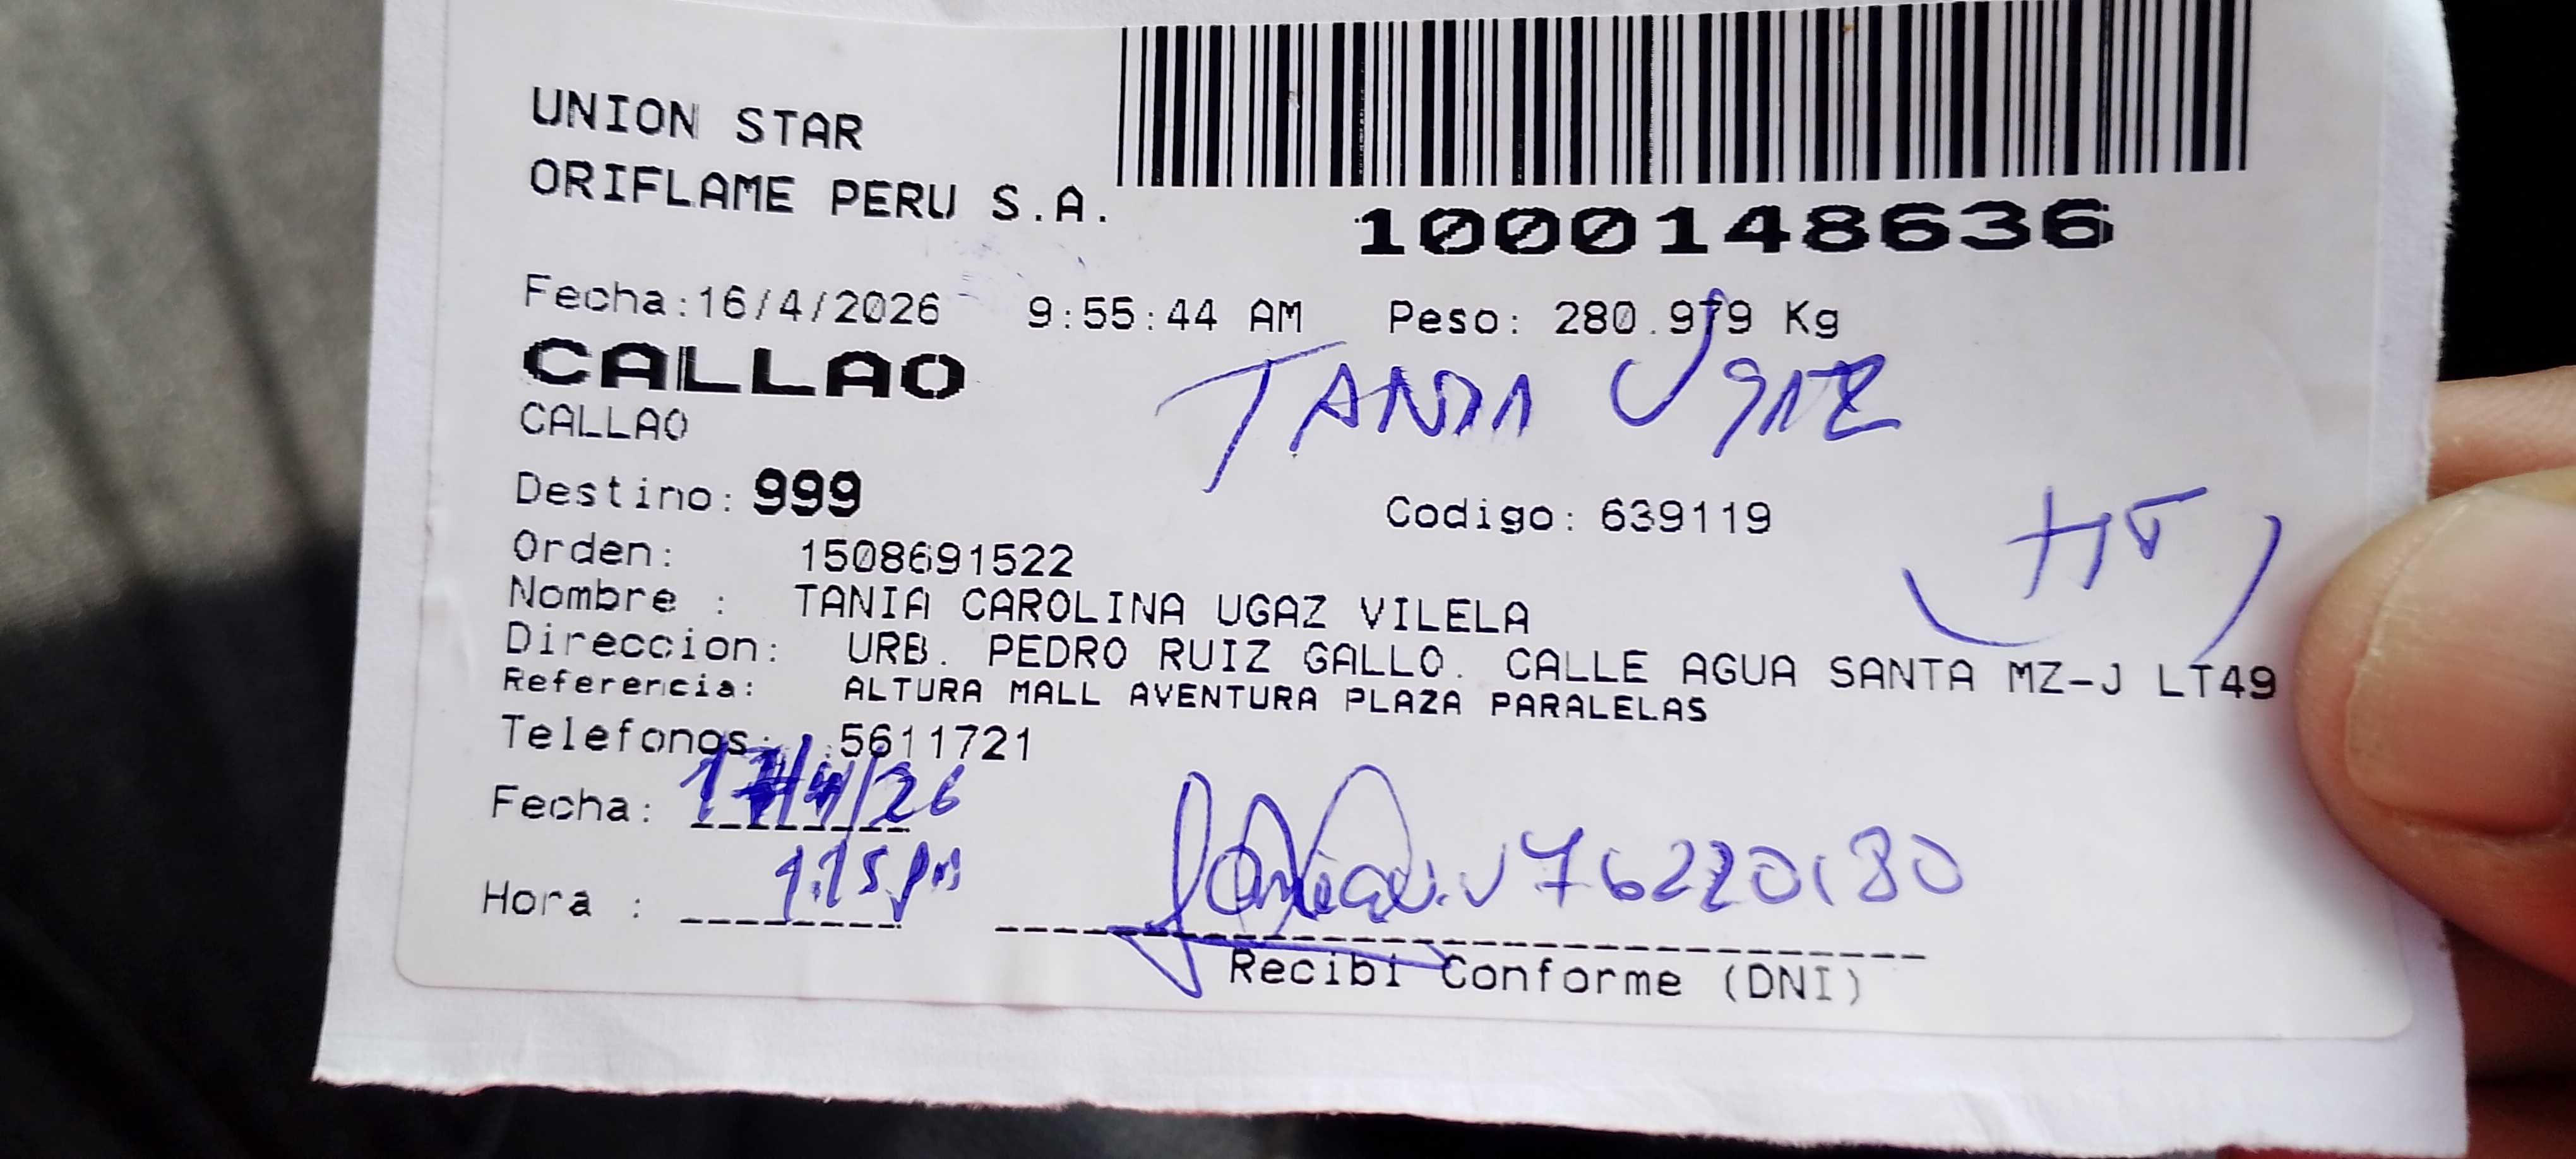 UNION STAR
ORIFLAME PERU S.A.
1000148636
Fecha:16/4/2026 9:55:44 AM Peso: 280.979 Kg
CALLAO
CALLAO
TANIA UgAZ
Destino: 999 Codigo: 639119
Orden: 1508691522
Nombre : TANIA CAROLINA UGAZ VILELA
Direccion: URB. PEDRO RUIZ GALLO. CALLE AGUA SANTA MZ-J LT49
Referencia: ALTURA MALL AVENTURA PLAZA PARALELAS
Telefonos: 5611721
Fecha: 17/4/26
Hora : 1:15 pm
Recibi Conforme (DNI)